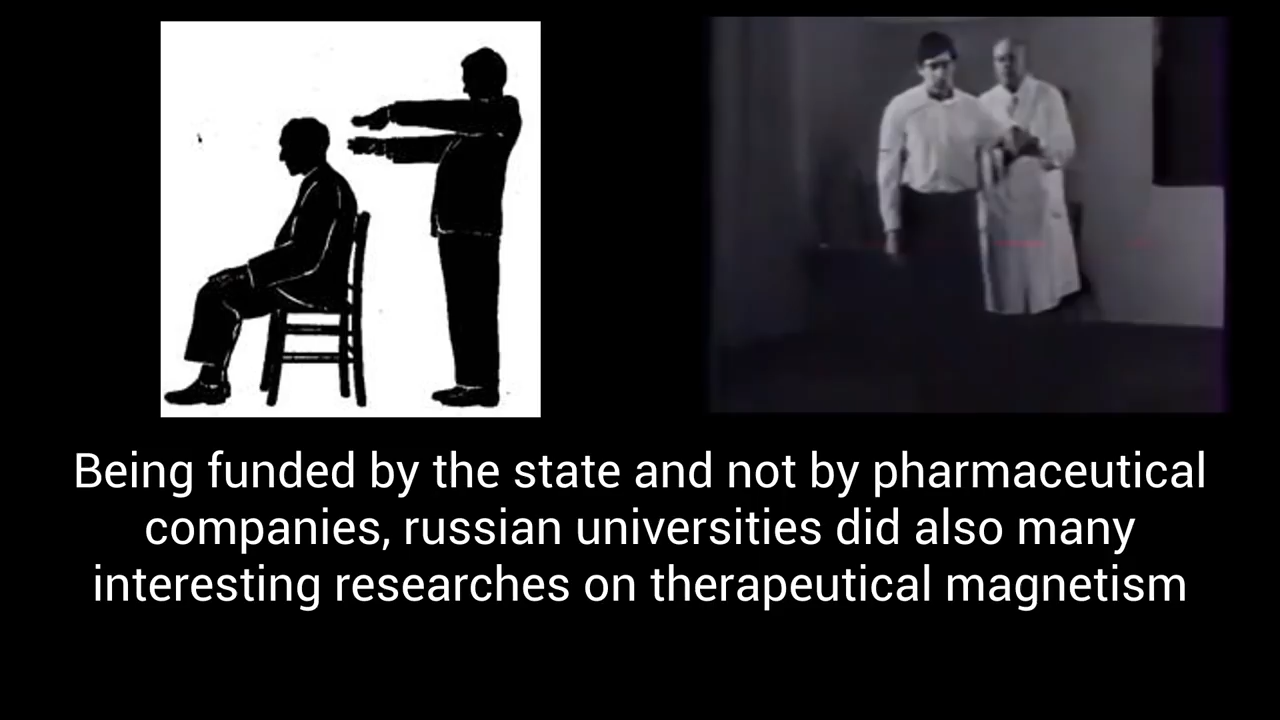 Being funded by the state and not by pharmaceutical
companies, russian universities did also many
interesting researches on therapeutical magnetism